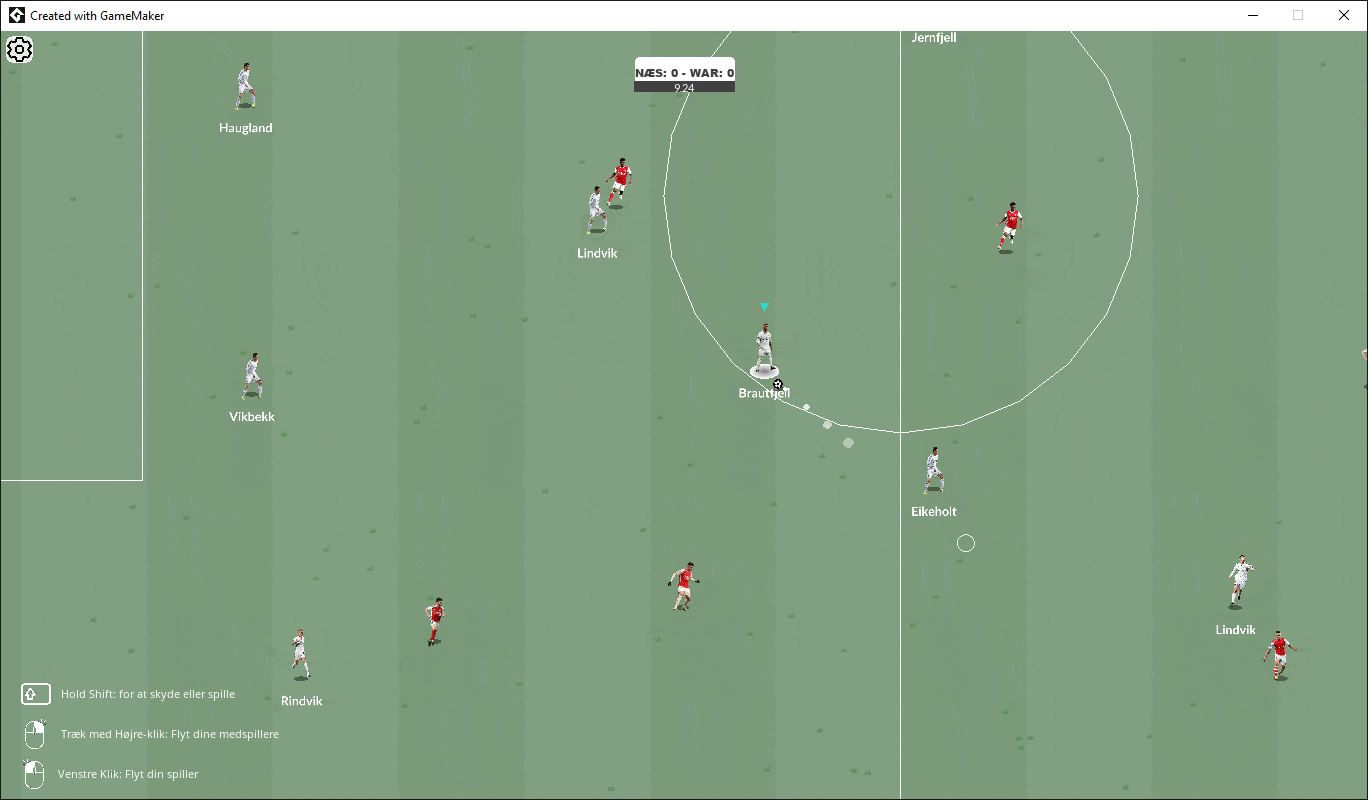 Created with GameMaker
Jernfjell
NÆS: 0 - WAR: 0
9.24
Haugland
Lindvik
Brautfjell
Vikbekk
Eikeholt
Lindvik
Rindvik
Hold Shift: for at skyde eller spille
Træk med Højre-klik: Flyt dine medspillere
Venstre Klik: Flyt din spiller